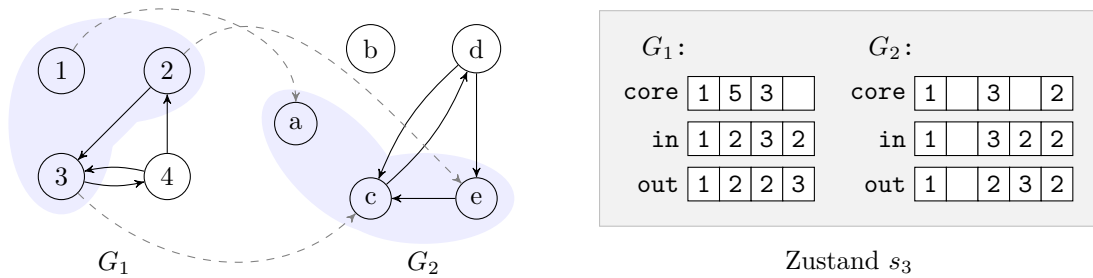 1 2 3 4
G₁
a b c d e
G₂
G₁: G₂:
core 1 5 3 core 1 3 2
in 1 2 3 2 in 1 3 2 2
out 1 2 2 3 out 1 2 3 2
Zustand s₃